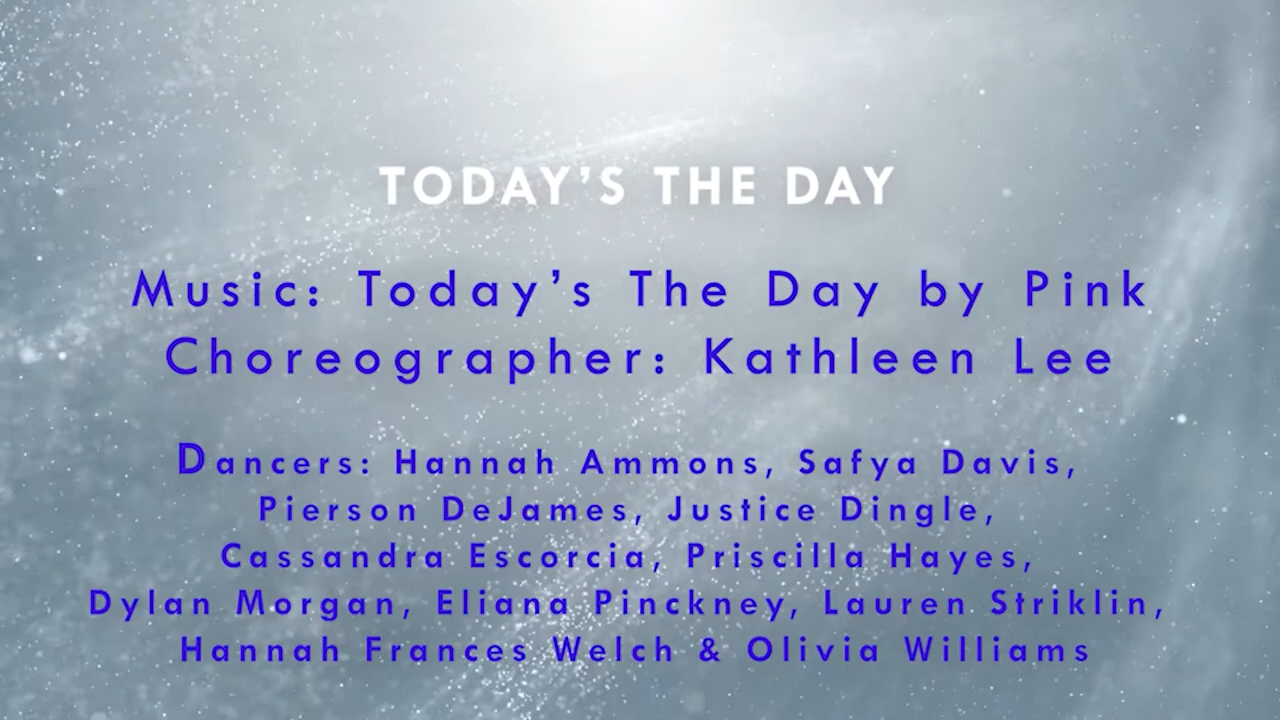 TODAY’S THE DAY
Music: Today’s The Day by Pink
Choreographer: Kathleen Lee
Dancers: Hannah Ammons, Safya Davis,
Pierson DeJames, Justice Dingle,
Cassandra Escorcia, Priscilla Hayes,
Dylan Morgan, Eliana Pinckney, Lauren Striklin,
Hannah Frances Welch & Olivia Williams